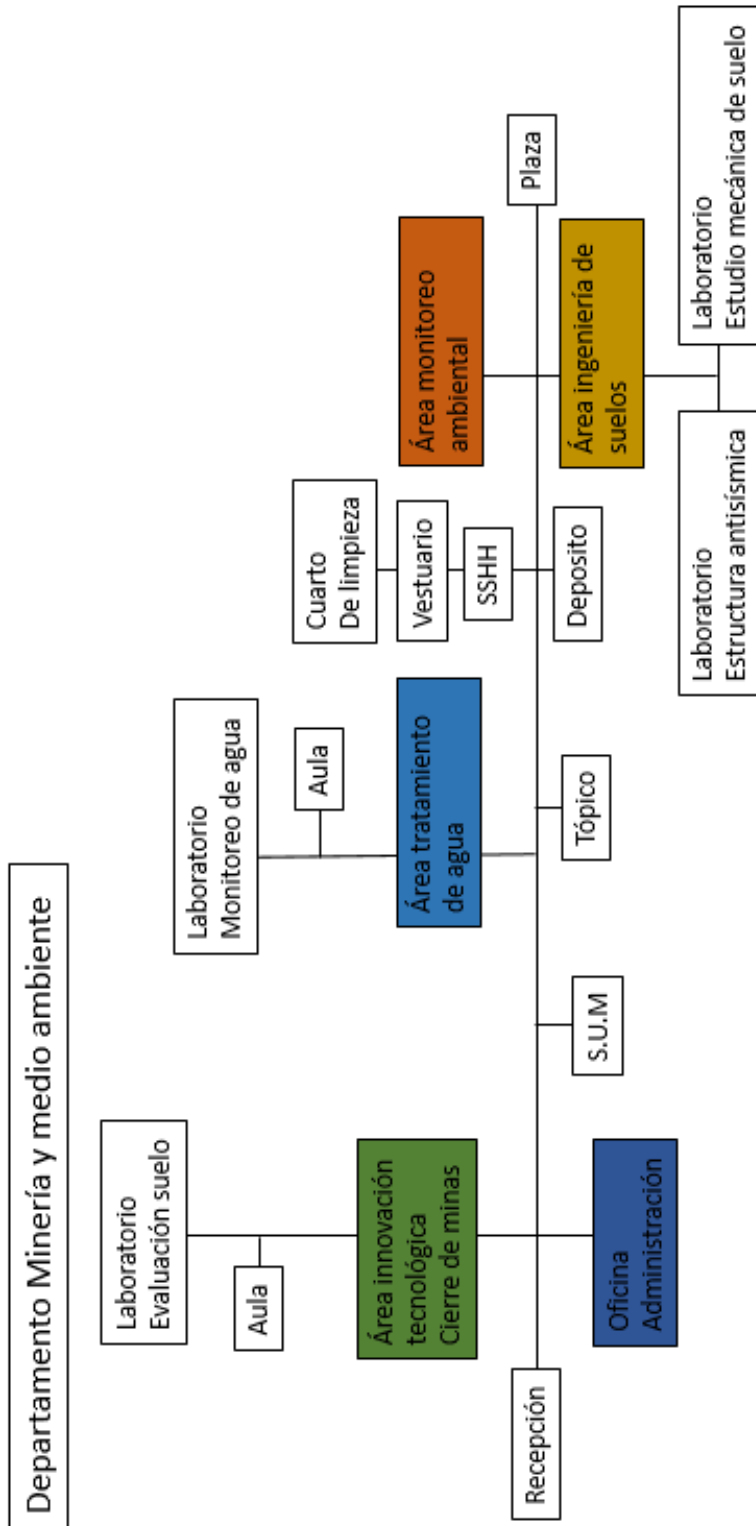 Departamento Minería y medio ambiente
Laboratorio
Evaluación suelo
Aula
Área innovación
tecnológica
Cierre de minas
Recepción
Oficina
Administración
S.U.M
Laboratorio
Monitoreo de agua
Aula
Área tratamiento
de agua
Tópico
Cuarto
De limpieza
Vestuario
SSHH
Deposito
Área monitoreo
ambiental
Plaza
Área ingeniería de
suelos
Laboratorio
Estructura antisísmica
Laboratorio
Estudio mecánica de suelo